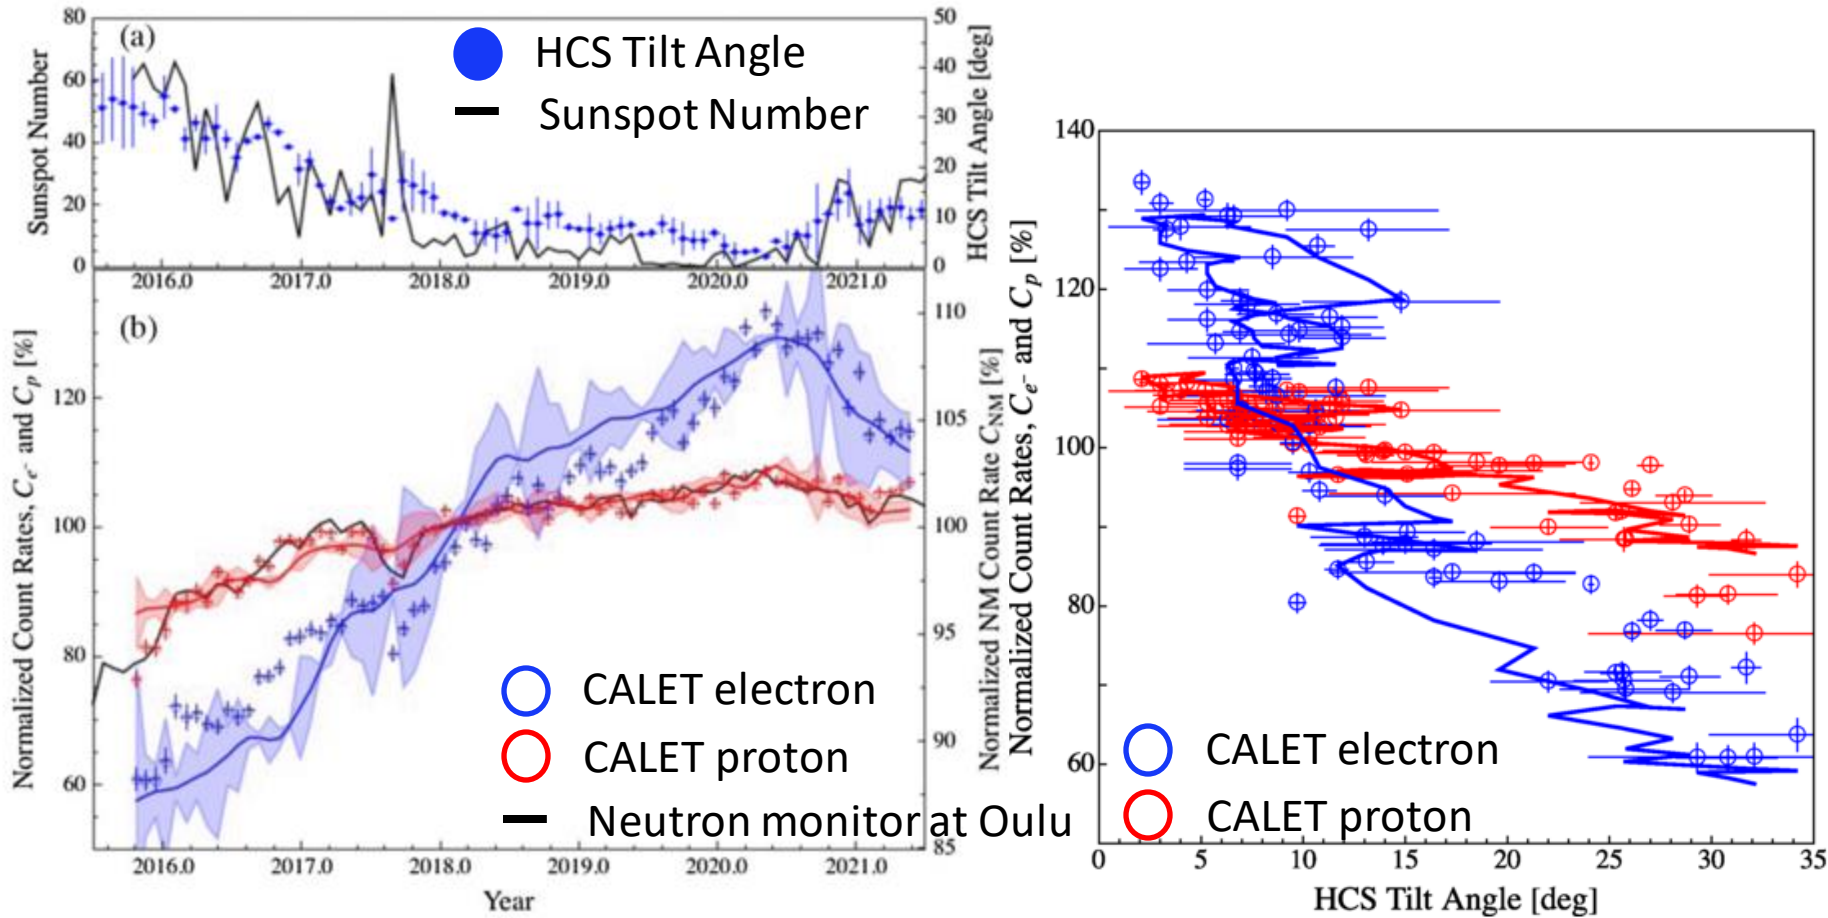 (a)
HCS Tilt Angle
Sunspot Number
80
60
40
20
0
Sunspot Number
50
40
30
20
10
0
HCS Tilt Angle [deg]
2016.0 2017.0 2018.0 2019.0 2020.0 2021.0
(b)
120
100
80
60
Normalized Count Rates, C_e⁻ and C_p [%]
110
105
100
95
90
85
Normalized NM Count Rate C_NM [%]
CALET electron
CALET proton
Neutron monitor at Oulu
2016.0 2017.0 2018.0 2019.0 2020.0 2021.0
Year
140
120
100
80
60
Normalized Count Rates, C_e⁻ and C_p [%]
CALET electron
CALET proton
0 5 10 15 20 25 30 35
HCS Tilt Angle [deg]